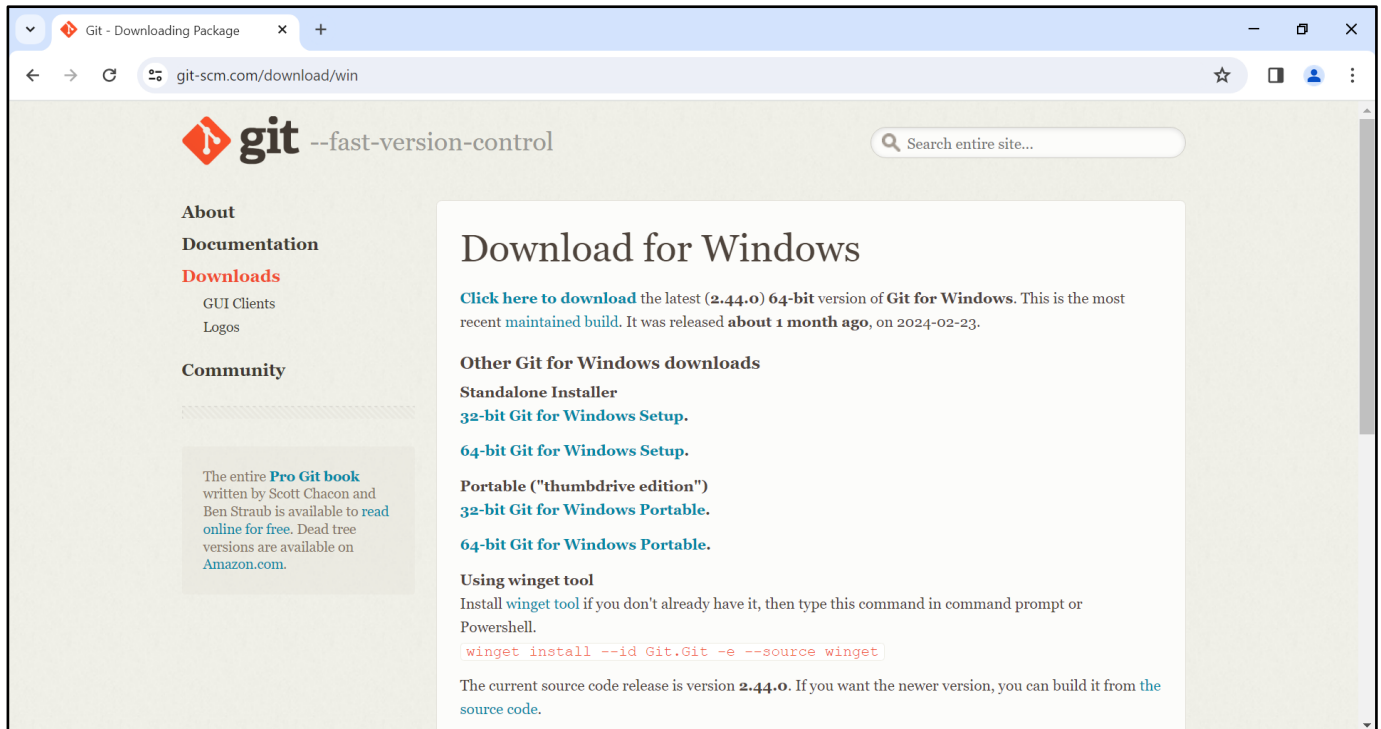 Git - Downloading Package
git-scm.com/download/win
git --fast-version-control
Search entire site...
About
Documentation
Downloads
GUI Clients
Logos
Community
The entire Pro Git book
written by Scott Chacon and
Ben Straub is available to read
online for free. Dead tree
versions are available on
Amazon.com.
Download for Windows
Click here to download the latest (2.44.0) 64-bit version of Git for Windows. This is the most
recent maintained build. It was released about 1 month ago, on 2024-02-23.
Other Git for Windows downloads
Standalone Installer
32-bit Git for Windows Setup.
64-bit Git for Windows Setup.
Portable ("thumbdrive edition")
32-bit Git for Windows Portable.
64-bit Git for Windows Portable.
Using winget tool
Install winget tool if you don't already have it, then type this command in command prompt or
Powershell.
winget install --id Git.Git -e --source winget
The current source code release is version 2.44.0. If you want the newer version, you can build it from the
source code.